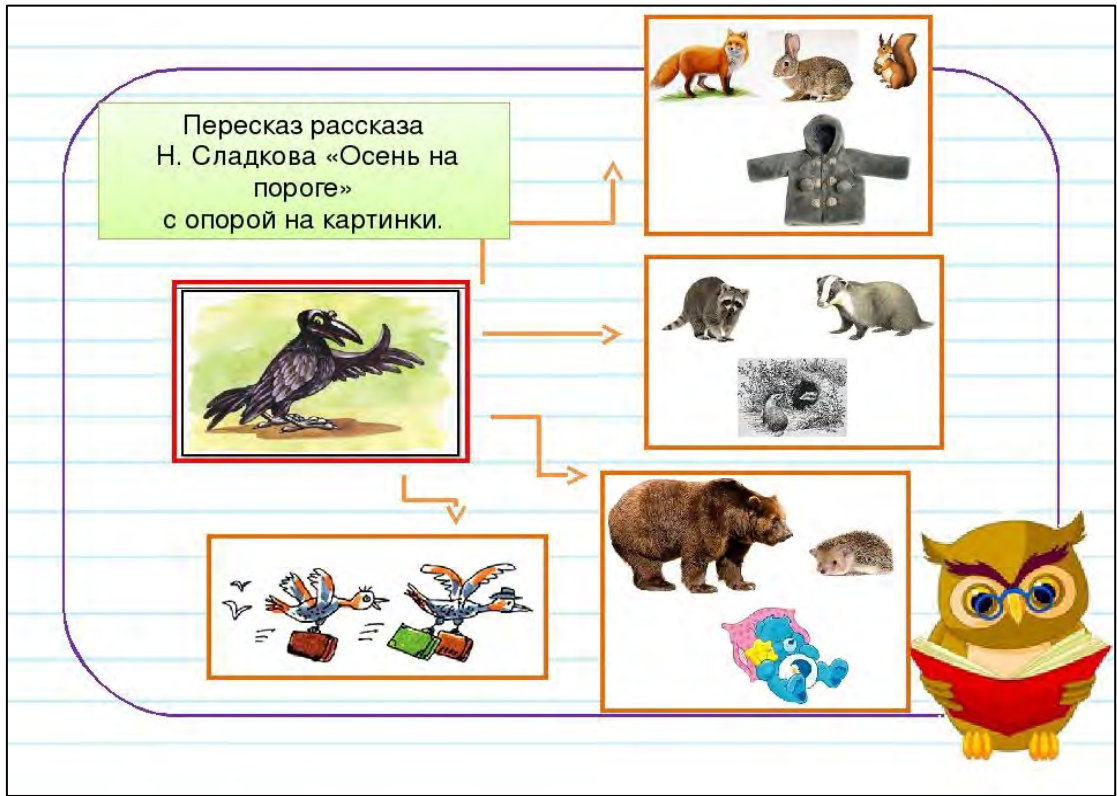 Пересказ рассказа
Н. Сладкова «Осень на
пороге»
с опорой на картинки.